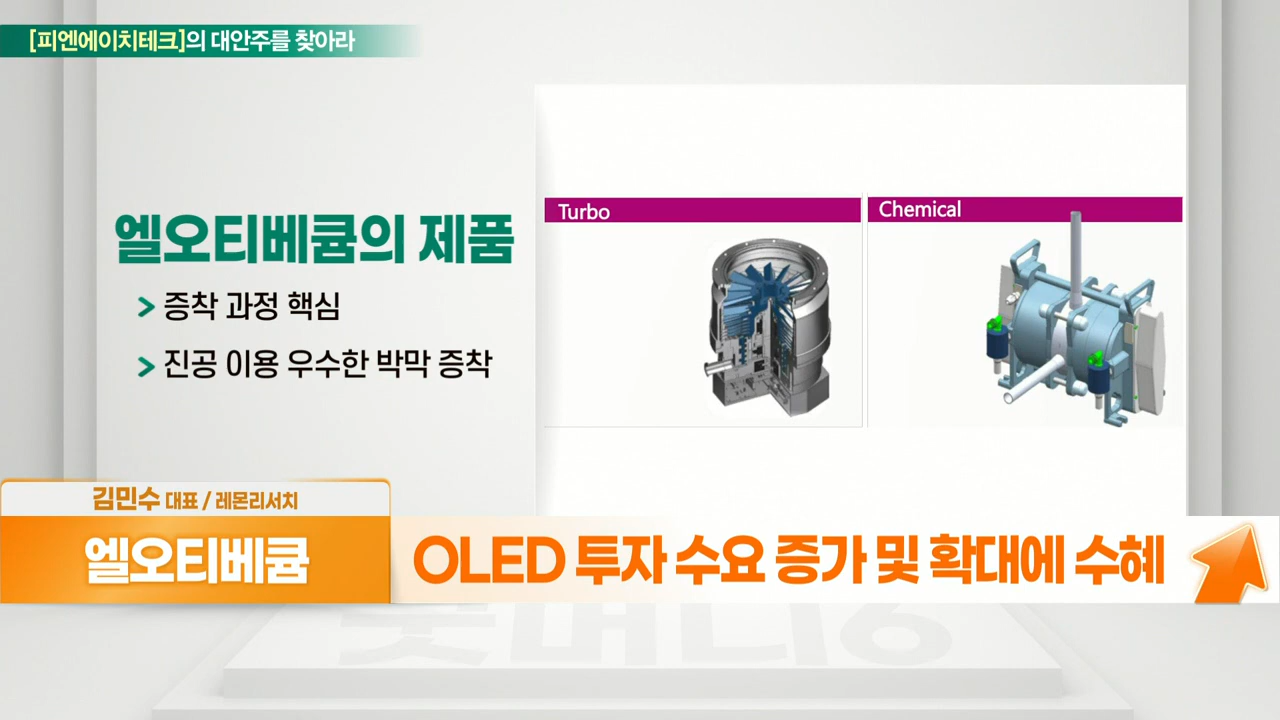 [피엔에이치테크]의 대안주를 찾아라
엘오티베큠의 제품
> 증착 과정 핵심
> 진공 이용 우수한 박막 증착
Turbo
Chemical
김민수 대표 / 레몬리서치
엘오티베큠
OLED 투자 수요 증가 및 확대에 수혜